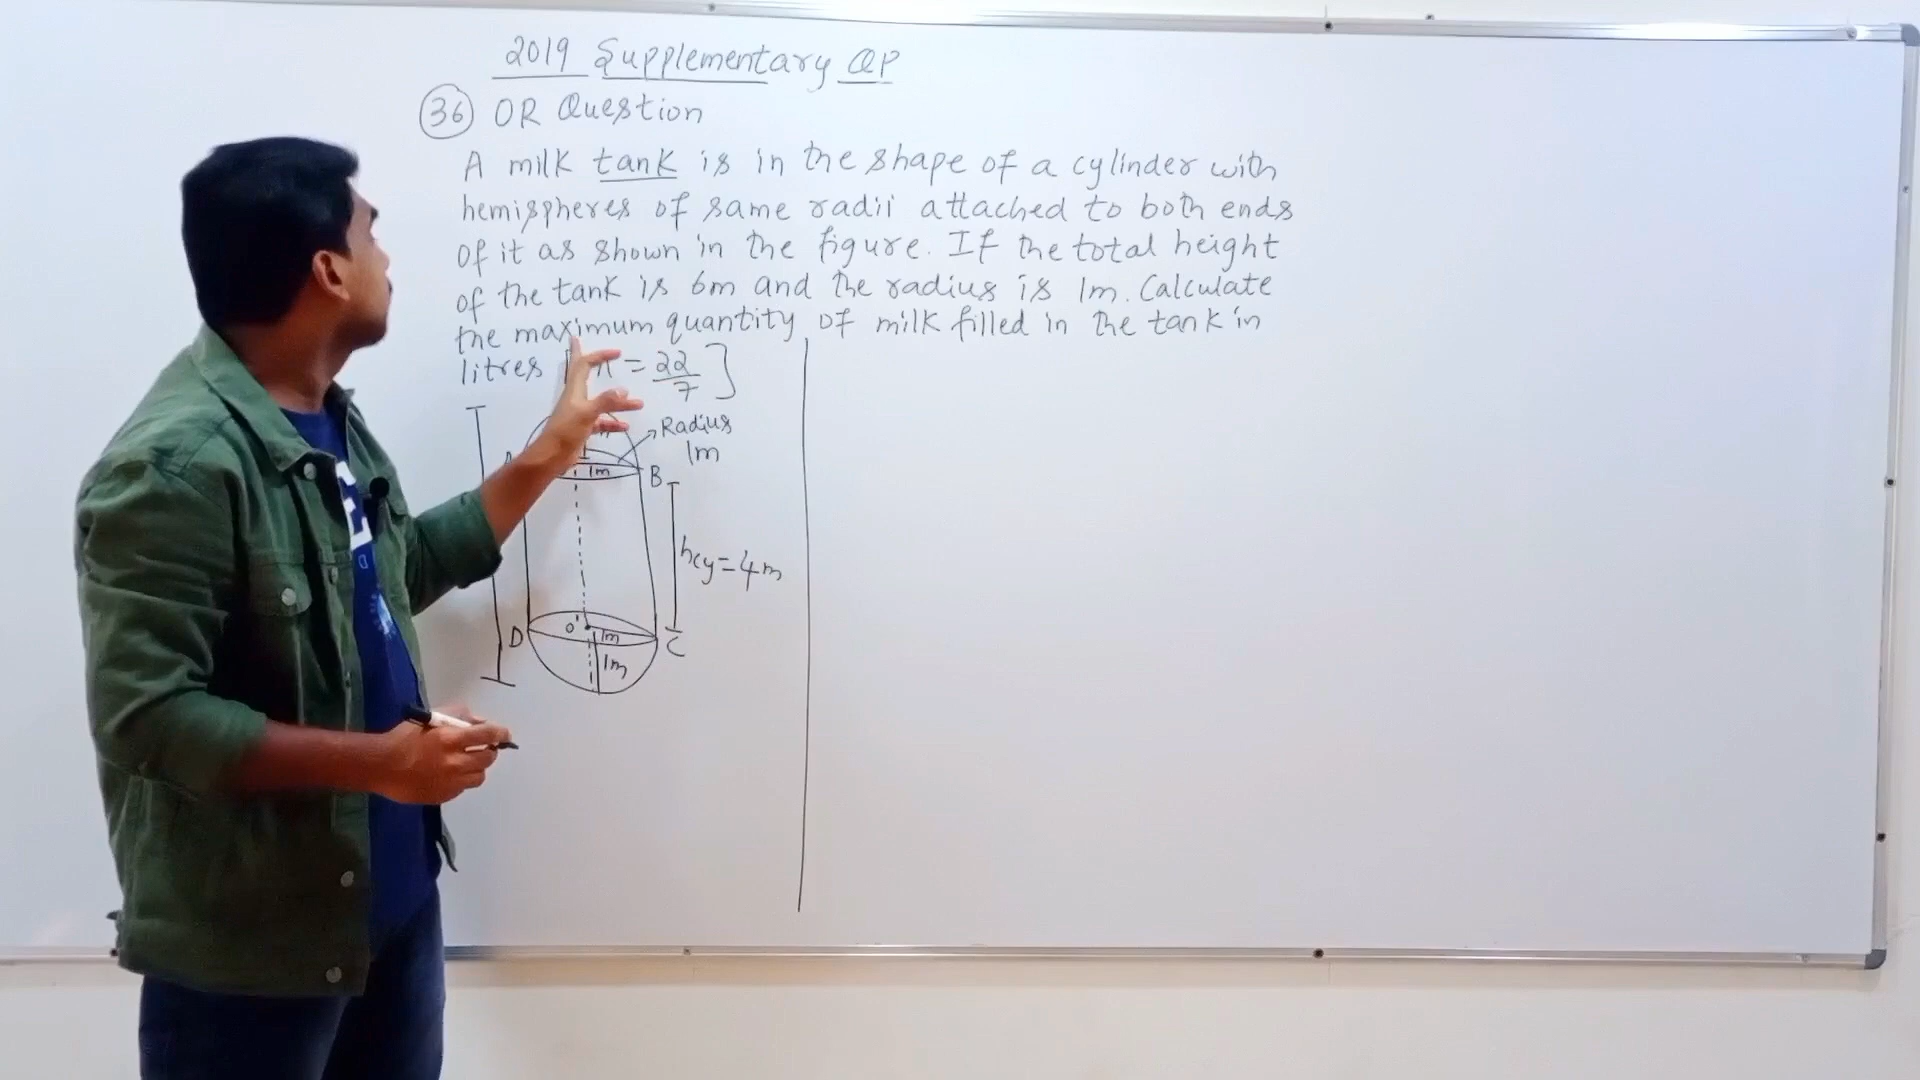 2019 Supplementary QP
36 OR Question
A milk tank is in the shape of a cylinder with
hemispheres of same radii attached to both ends
of it as shown in the figure. If the total height
of the tank is 6m and the radius is 1m. Calculate
the maximum quantity of milk filled in the tank in
litres [π = 22/7]
Radius
1m
1m
B
hcy = 4m
D
O'
1m
C
1m